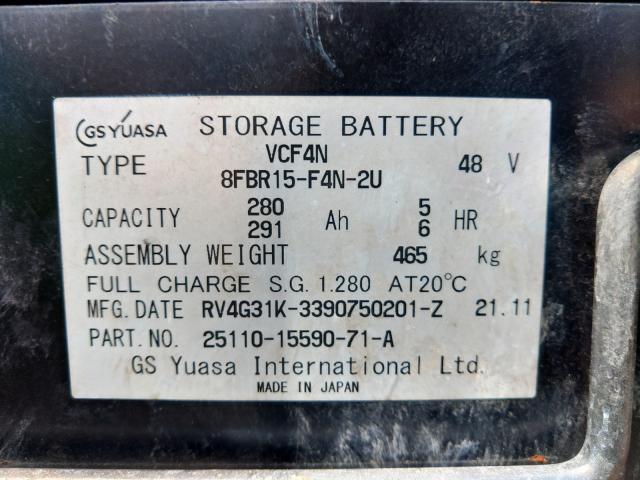 GS YUASA STORAGE BATTERY
VCF4N
TYPE 48 V
8FBR15-F4N-2U
280 5
CAPACITY Ah HR
291 6
ASSEMBLY WEIGHT 465 kg
FULL CHARGE S.G. 1.280 AT20℃
MFG. DATE RV4G31K-3390750201-Z 21.11
PART. NO. 25110-15590-71-A
GS Yuasa International Ltd.
MADE IN JAPAN